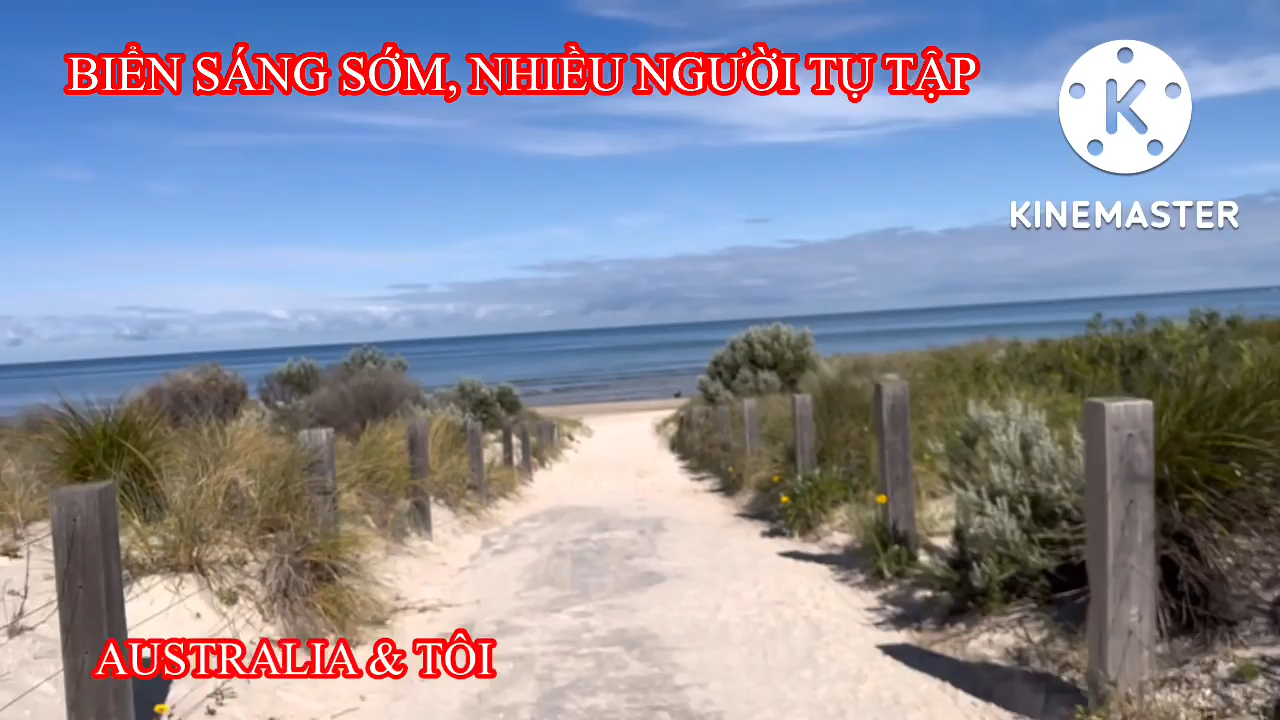 BIỂN SÁNG SỚM, NHIỀU NGƯỜI TỤ TẬP
K
KINEMASTER
AUSTRALIA & TÔI